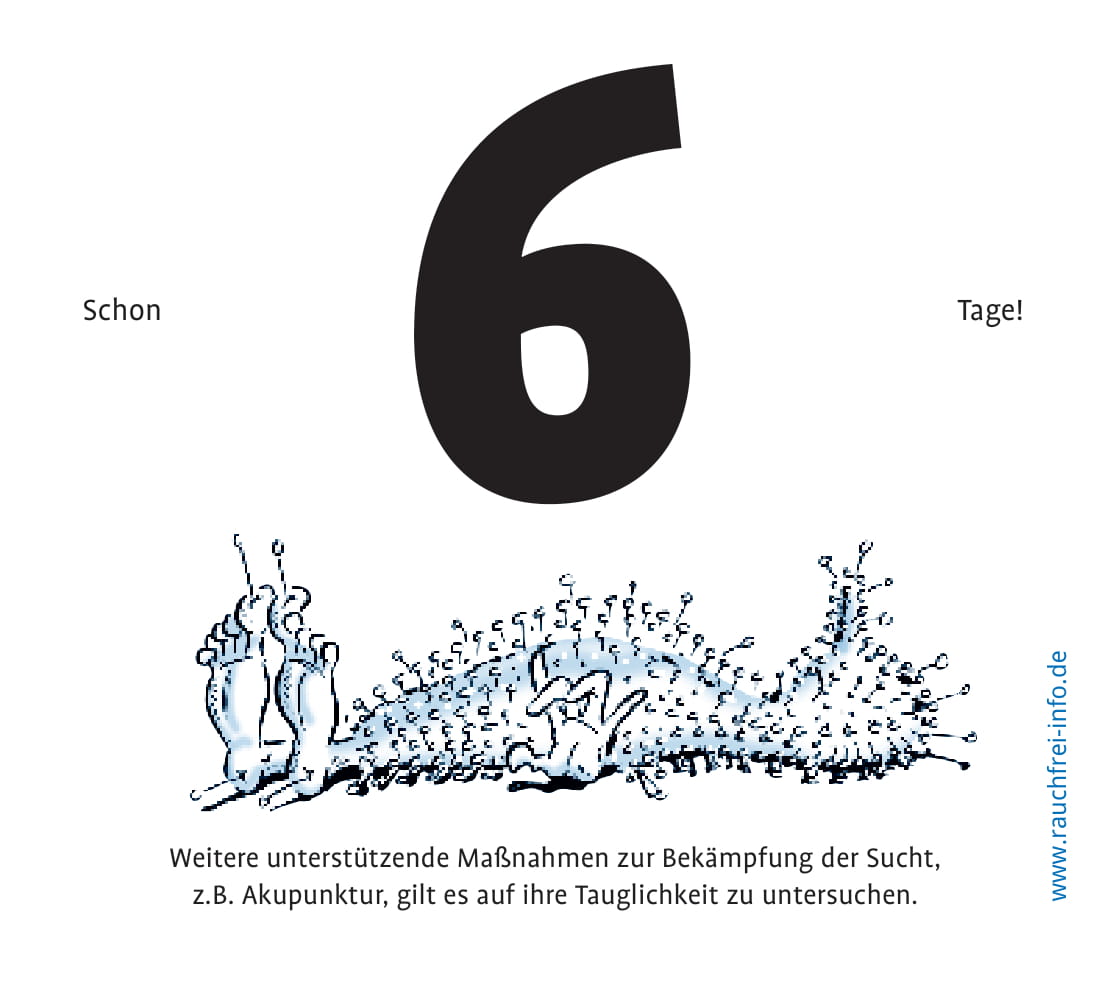 Schon
6
Tage!
Weitere unterstützende Maßnahmen zur Bekämpfung der Sucht,
z.B. Akupunktur, gilt es auf ihre Tauglichkeit zu untersuchen.
www.rauchfrei-info.de